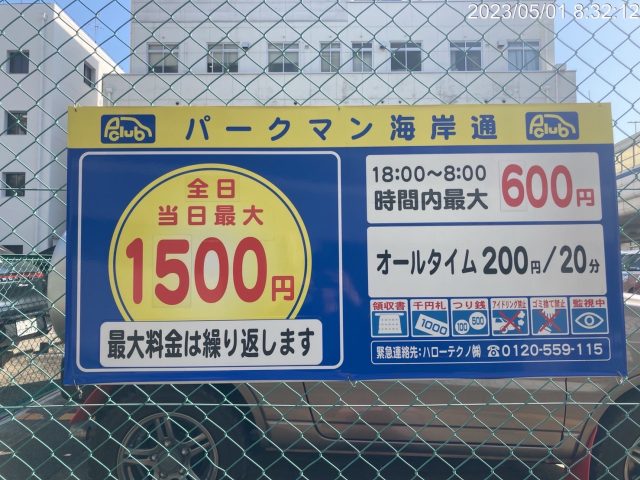 2023/05/01 8:32:12
Aclub パークマン海岸通 Aclub
全日
当日最大
1500円
最大料金は繰り返します
18:00〜8:00
時間内最大 600円
オールタイム 200円/20分
領収書 千円札 つり銭 アイドリング禁止 ゴミ捨て禁止 監視中
1000 100 500
緊急連絡先:ハローテクノ㈱ ☎0120-559-115